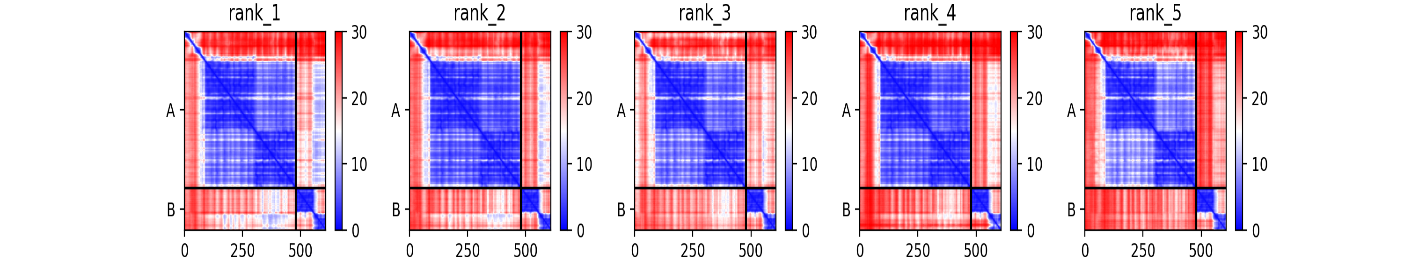 rank_1 rank_2 rank_3 rank_4 rank_5
30 30 30 30 30
20 20 20 20 20
A A A A A
10 10 10 10 10
B B B B B
0 0 0 0 0
0 250 500 0 250 500 0 250 500 0 250 500 0 250 500